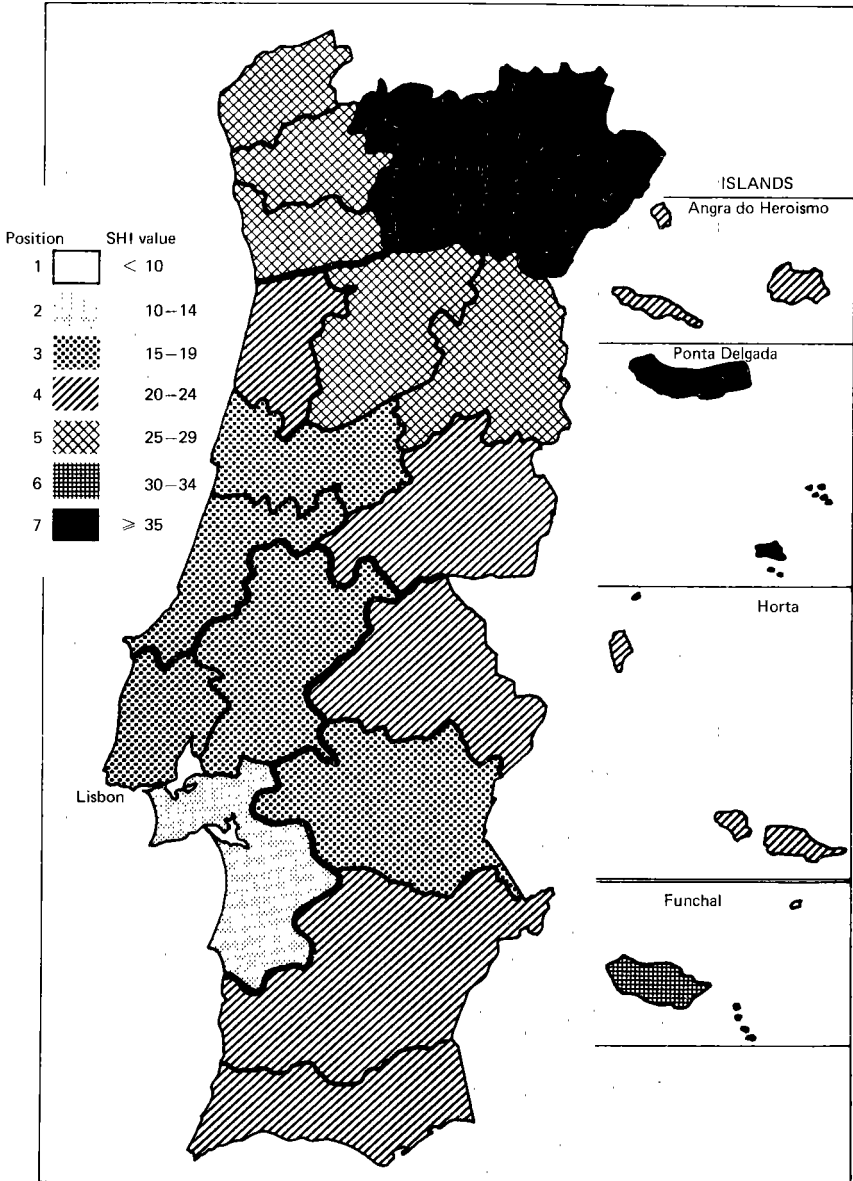 ISLANDS
Angra do Heroismo
Position SHI value
1 < 10
2 10–14
3 15–19
4 20–24
5 25–29
6 30–34
7 ⩾ 35
Ponta Delgada
Horta
Lisbon
Funchal